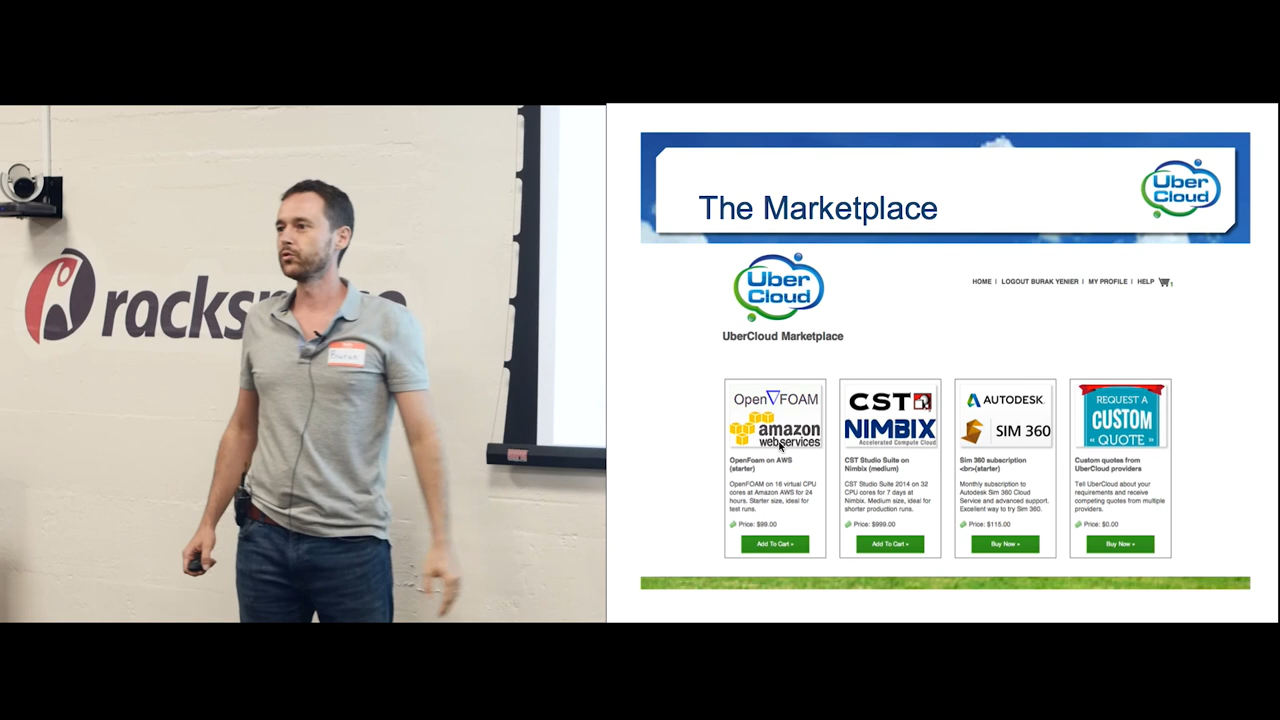 rackspace
Burak
The Marketplace
Uber
Cloud
Uber
Cloud
UberCloud Marketplace
HOME | LOGOUT BURAK YENIER | MY PROFILE | HELP 1
Open∇FOAM
amazon
webservices
OpenFoam on AWS
(starter)
OpenFOAM on 16 virtual CPU
cores at Amazon AWS for 24
hours. Starter size, ideal for
test runs.
Price: $99.00
Add To Cart »
CST
NIMBIX
Accelerated Compute Cloud
CST Studio Suite on
Nimbix (medium)
CST Studio Suite 2014 on 32
CPU cores for 7 days at
Nimbix. Medium size, ideal for
shorter production runs.
Price: $999.00
Add To Cart »
AUTODESK.
SIM 360
Sim 360 subscription
<br>(starter)
Monthly subscription to
Autodesk Sim 360 Cloud
Service and advanced support.
Excellent way to try Sim 360.
Price: $115.00
Buy Now »
REQUEST A
CUSTOM
« QUOTE »
Custom quotes from
UberCloud providers
Tell UberCloud about your
requirements and receive
competing quotes from multiple
providers.
Price: $0.00
Buy Now »